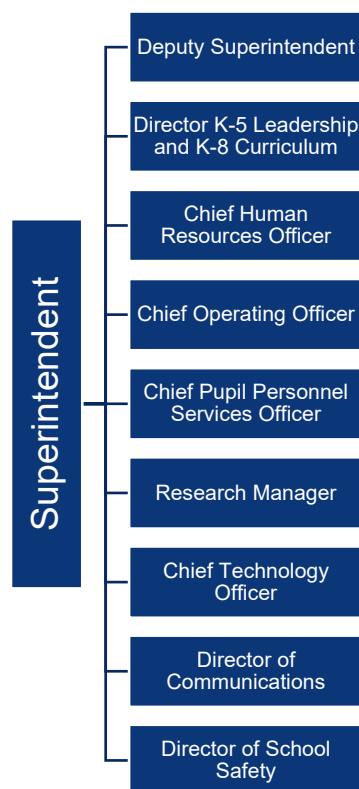 Superintendent
Deputy Superintendent
Director K-5 Leadership
and K-8 Curriculum
Chief Human
Resources Officer
Chief Operating Officer
Chief Pupil Personnel
Services Officer
Research Manager
Chief Technology
Officer
Director of
Communications
Director of School
Safety